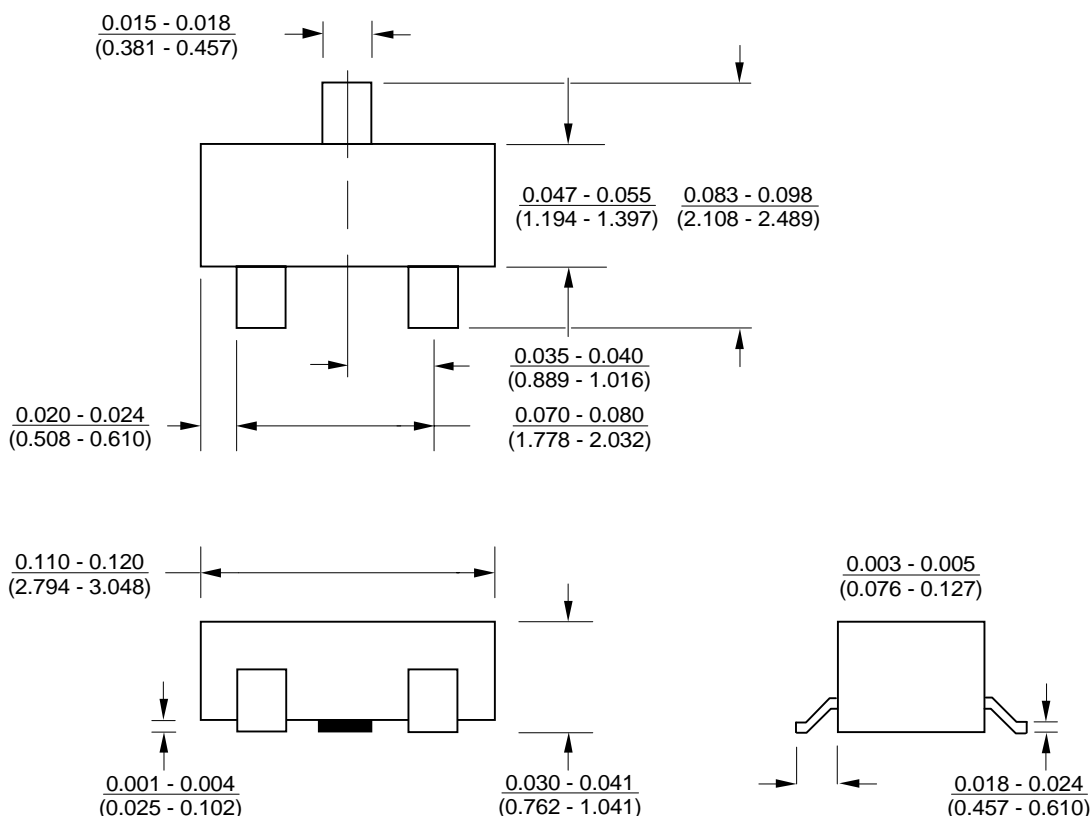 0.015 - 0.018
(0.381 - 0.457)
0.047 - 0.055
(1.194 - 1.397)
0.083 - 0.098
(2.108 - 2.489)
0.035 - 0.040
(0.889 - 1.016)
0.020 - 0.024
(0.508 - 0.610)
0.070 - 0.080
(1.778 - 2.032)
0.110 - 0.120
(2.794 - 3.048)
0.003 - 0.005
(0.076 - 0.127)
0.001 - 0.004
(0.025 - 0.102)
0.030 - 0.041
(0.762 - 1.041)
0.018 - 0.024
(0.457 - 0.610)